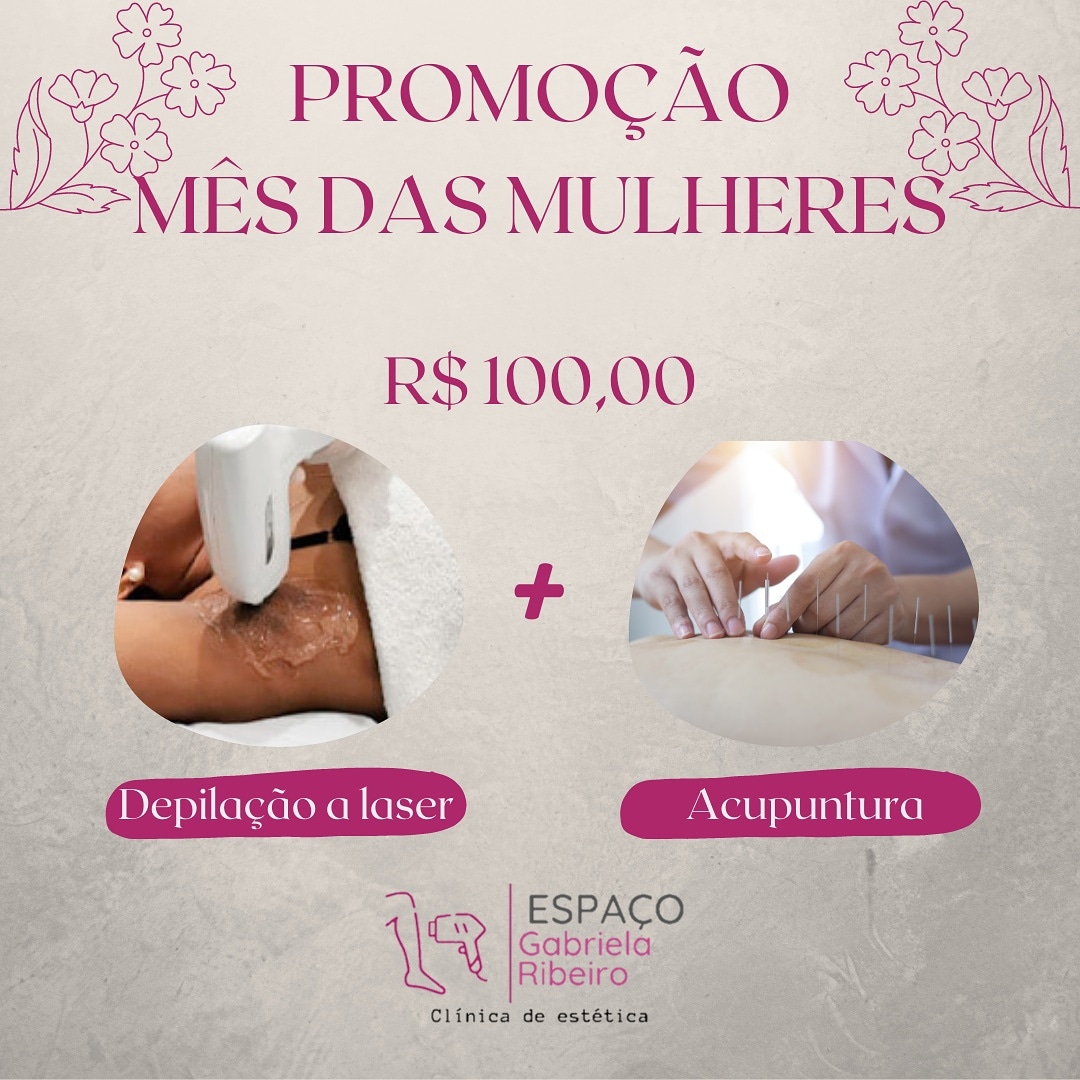 PROMOÇÃO
MÊS DAS MULHERES
R$ 100,00
+
Depilação a laser
Acupuntura
ESPAÇO
Gabriela
Ribeiro
Clínica de estética